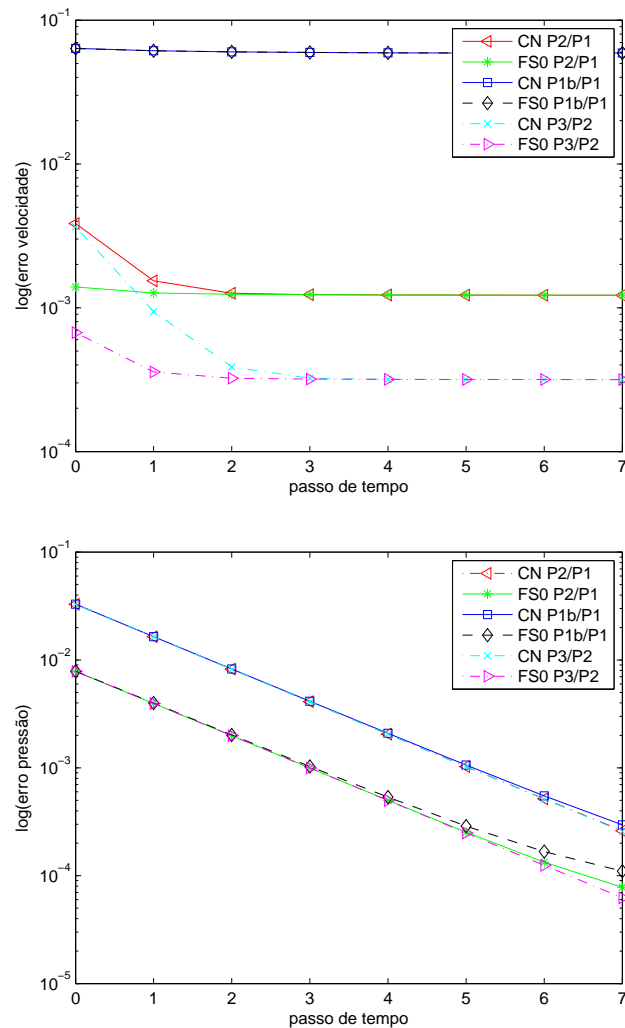 10−1
CN P2/P1
FS0 P2/P1
CN P1b/P1
FS0 P1b/P1
CN P3/P2
FS0 P3/P2
10−2
log(erro velocidade)
10−3
10−4
0 1 2 3 4 5 6 7
passo de tempo
10−1
CN P2/P1
FS0 P2/P1
CN P1b/P1
FS0 P1b/P1
CN P3/P2
FS0 P3/P2
10−2
log(erro pressão)
10−3
10−4
10−5
0 1 2 3 4 5 6 7
passo de tempo